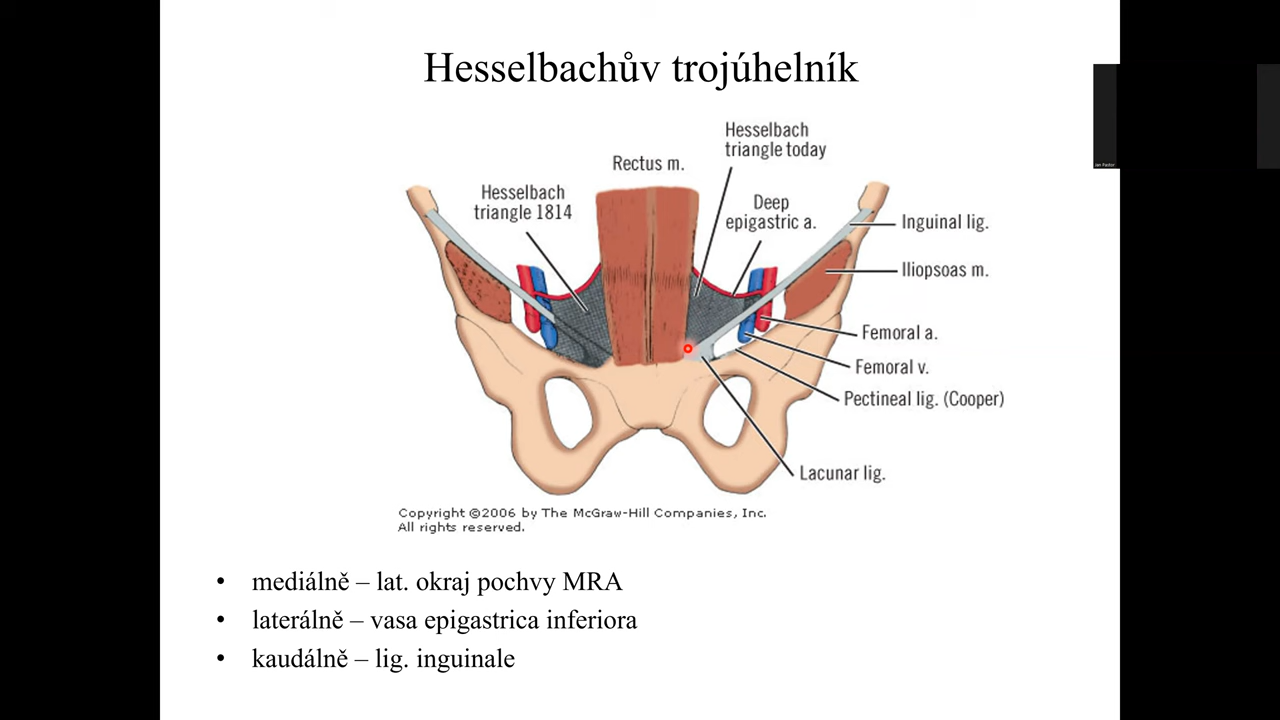 Hesselbachův trojúhelník
Hesselbach
triangle today
Rectus m.
Hesselbach
triangle 1814
Deep
epigastric a.
Inguinal lig.
Iliopsoas m.
Femoral a.
Femoral v.
Pectineal lig. (Cooper)
Lacunar lig.
Copyright ©2006 by The McGraw-Hill Companies, Inc.
All rights reserved.
• mediálně – lat. okraj pochvy MRA
• laterálně – vasa epigastrica inferiora
• kaudálně – lig. inguinale